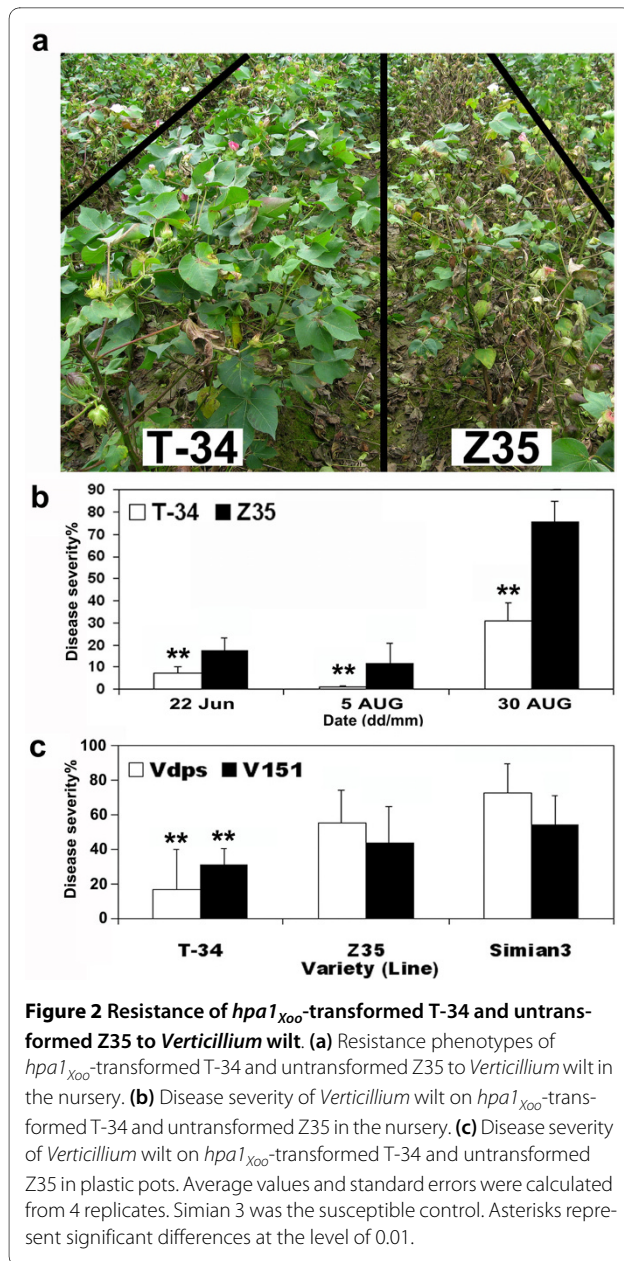 a
T-34
Z35
b
90
80
70
60
50
40
30
20
10
0
Disease severity%
T-34 Z35
**
**
**
22 Jun 5 AUG 30 AUG
Date (dd/mm)
c
100
80
60
40
20
0
Disease severity%
Vdps V151
** **
T-34 Z35 Simian3
Variety (Line)
Figure 2 Resistance of hpa1Xoo-transformed T-34 and untrans-
formed Z35 to Verticillium wilt. (a) Resistance phenotypes of
hpa1Xoo-transformed T-34 and untransformed Z35 to Verticillium wilt in
the nursery. (b) Disease severity of Verticillium wilt on hpa1Xoo-trans-
formed T-34 and untransformed Z35 in the nursery. (c) Disease severity
of Verticillium wilt on hpa1Xoo-transformed T-34 and untransformed
Z35 in plastic pots. Average values and standard errors were calculated
from 4 replicates. Simian 3 was the susceptible control. Asterisks repre-
sent significant differences at the level of 0.01.